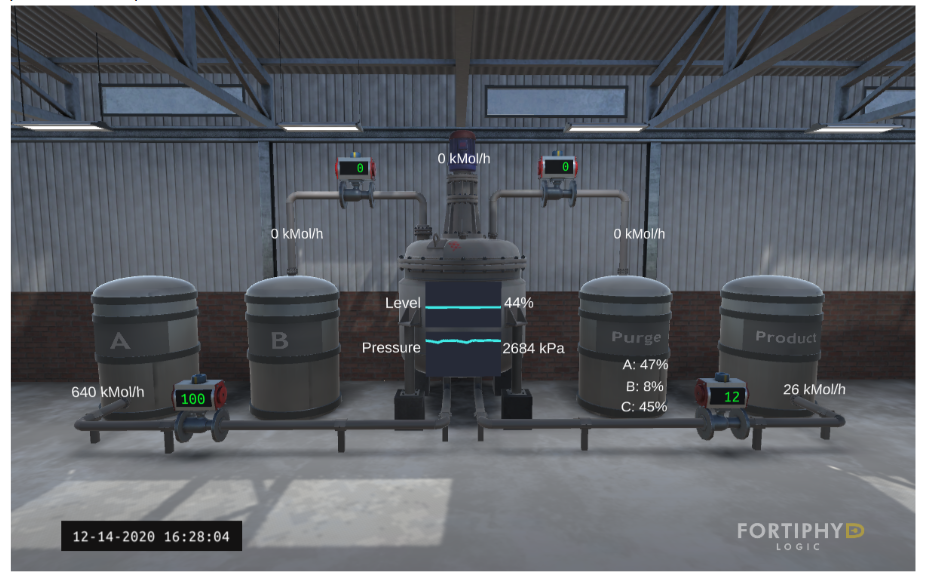 0 kMol/h
0
0
0 kMol/h
0 kMol/h
Level
44%
Pressure
2684 kPa
A
B
Purge
Product
A: 47%
B: 8%
C: 45%
640 kMol/h
100
12
26 kMol/h
12-14-2020 16:28:04
FORTIPHYD
LOGIC